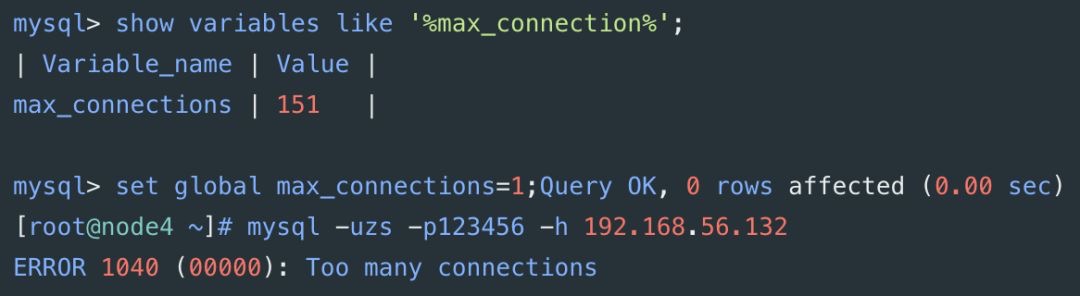 mysql> show variables like '%max_connection%';
| Variable_name | Value |
max_connections | 151   |
mysql> set global max_connections=1;Query OK, 0 rows affected (0.00 sec)
[root@node4 ~]# mysql -uzs -p123456 -h 192.168.56.132
ERROR 1040 (00000): Too many connections